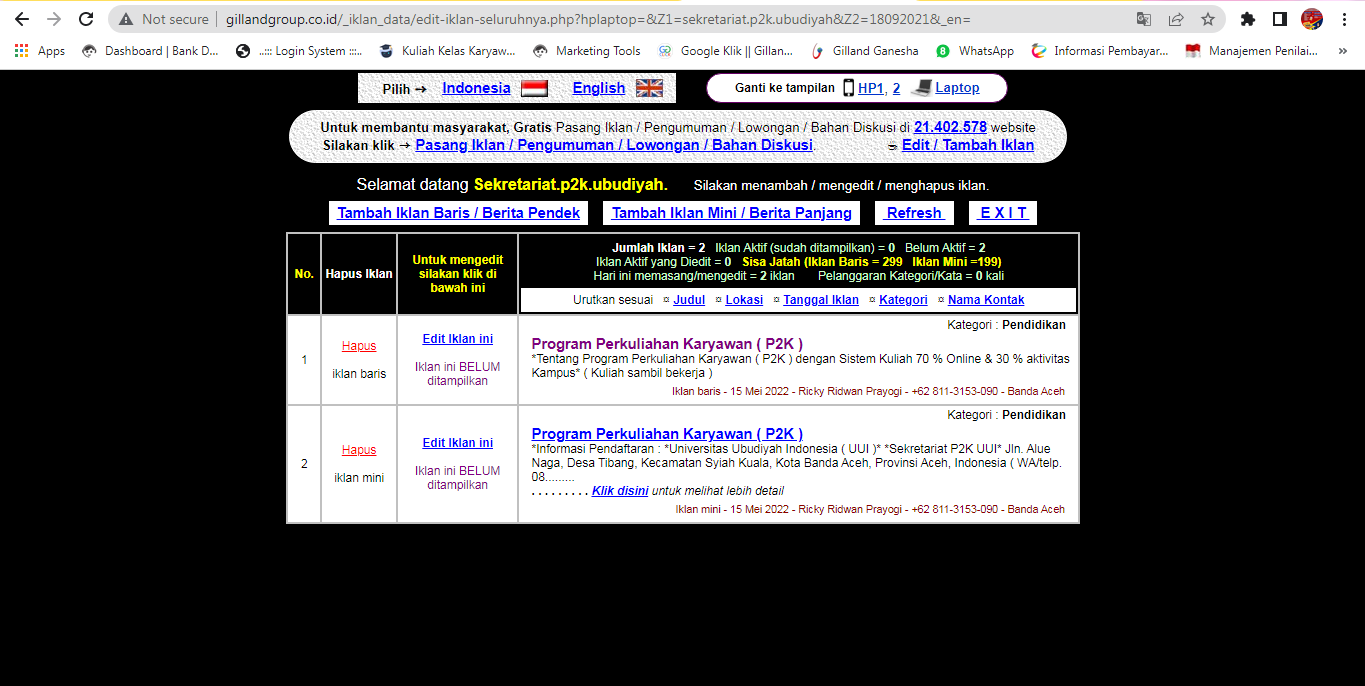 Not secure | gillandgroup.co.id/_iklan_data/edit-iklan-seluruhnya.php?hplaptop=&Z1=sekretariat.p2k.ubudiyah&Z2=18092021&_en=
Apps Dashboard | Bank D... ..:::: Login System ::::.. Kuliah Kelas Karyaw... Marketing Tools Google Klik || Gillan... Gilland Ganesha WhatsApp Informasi Pembayar... Manajemen Penilai... »
Pilih → Indonesia English Ganti ke tampilan HP1, 2 Laptop
Untuk membantu masyarakat, Gratis Pasang Iklan / Pengumuman / Lowongan / Bahan Diskusi di 21.402.578 website
Silakan klik → Pasang Iklan / Pengumuman / Lowongan / Bahan Diskusi. Edit / Tambah Iklan
Selamat datang Sekretariat.p2k.ubudiyah. Silakan menambah / mengedit / menghapus iklan.
Tambah Iklan Baris / Berita Pendek Tambah Iklan Mini / Berita Panjang Refresh E X I T
No.
Hapus Iklan
Untuk mengedit
silakan klik di
bawah ini
Jumlah Iklan = 2 Iklan Aktif (sudah ditampilkan) = 0 Belum Aktif = 2
Iklan Aktif yang Diedit = 0 Sisa Jatah (Iklan Baris = 299 Iklan Mini =199)
Hari ini memasang/mengedit = 2 iklan Pelanggaran Kategori/Kata = 0 kali
Urutkan sesuai ¤ Judul ¤ Lokasi ¤ Tanggal Iklan ¤ Kategori ¤ Nama Kontak
1
Hapus
iklan baris
Edit Iklan ini
Iklan ini BELUM
ditampilkan
Kategori : Pendidikan
Program Perkuliahan Karyawan ( P2K )
*Tentang Program Perkuliahan Karyawan ( P2K ) dengan Sistem Kuliah 70 % Online & 30 % aktivitas
Kampus* ( Kuliah sambil bekerja )
Iklan baris - 15 Mei 2022 - Ricky Ridwan Prayogi - +62 811-3153-090 - Banda Aceh
2
Hapus
iklan mini
Edit Iklan ini
Iklan ini BELUM
ditampilkan
Kategori : Pendidikan
Program Perkuliahan Karyawan ( P2K )
*Informasi Pendaftaran : *Universitas Ubudiyah Indonesia ( UUI )* *Sekretariat P2K UUI* Jln. Alue
Naga, Desa Tibang, Kecamatan Syiah Kuala, Kota Banda Aceh, Provinsi Aceh, Indonesia ( WA/telp.
08.........
. . . . . . . . . Klik disini untuk melihat lebih detail
Iklan mini - 15 Mei 2022 - Ricky Ridwan Prayogi - +62 811-3153-090 - Banda Aceh